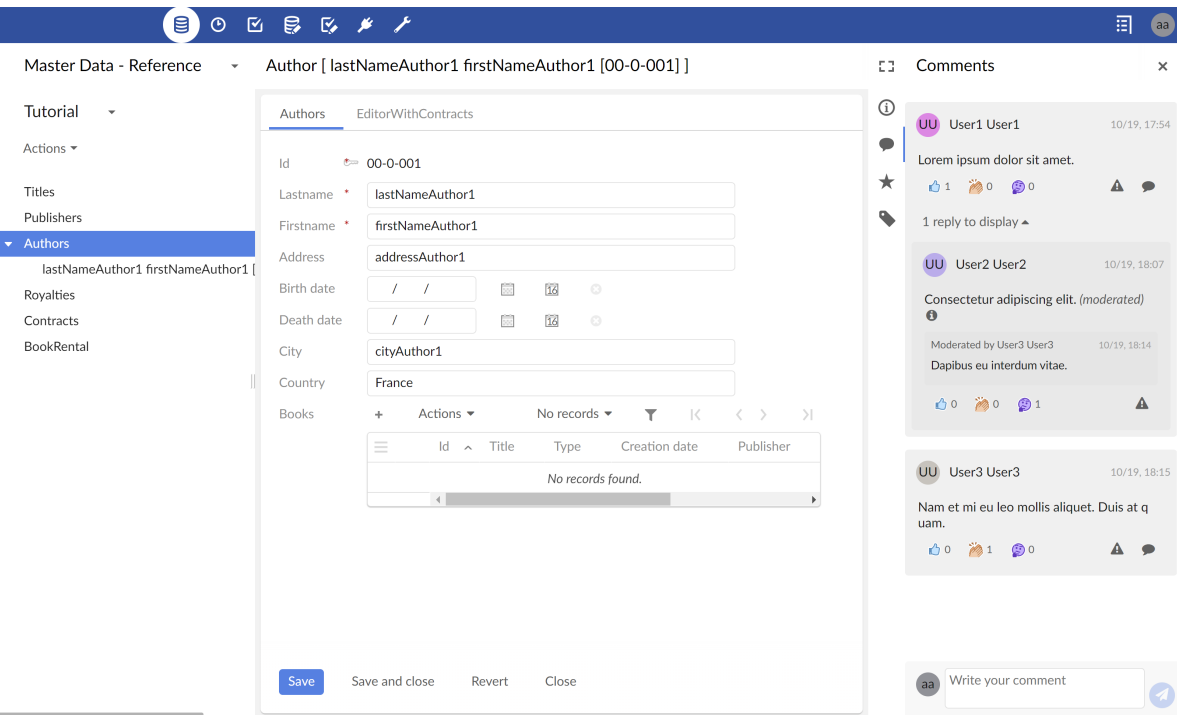 aa
Master Data - Reference
Author [ lastNameAuthor1 firstNameAuthor1 [00-0-001] ]
Comments
Tutorial
Actions
Titles
Publishers
Authors
lastNameAuthor1 firstNameAuthor1 [
Royalties
Contracts
BookRental
Authors EditorWithContracts
Id 00-0-001
Lastname * lastNameAuthor1
Firstname * firstNameAuthor1
Address addressAuthor1
Birth date / / 16
Death date / / 16
City cityAuthor1
Country France
Books + Actions No records
Id Title Type Creation date Publisher
No records found.
Save Save and close Revert Close
UU User1 User1 10/19, 17:54
Lorem ipsum dolor sit amet.
1 0 0
1 reply to display
UU User2 User2 10/19, 18:07
Consectetur adipiscing elit. (moderated)
Moderated by User3 User3 10/19, 18:14
Dapibus eu interdum vitae.
0 0 1
UU User3 User3 10/19, 18:15
Nam et mi eu leo mollis aliquet. Duis at q
uam.
0 1 0
aa Write your comment